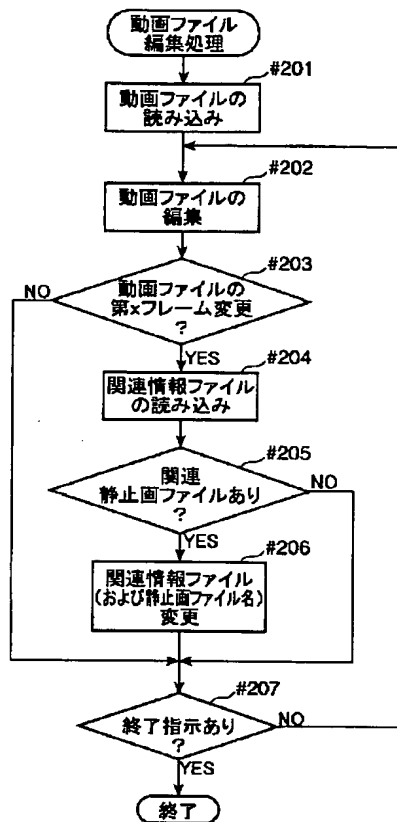 動画ファイル
編集処理
#201
動画ファイルの
読み込み
#202
動画ファイルの
編集
#203
動画ファイルの
第xフレーム変更
?
NO
YES
#204
関連情報ファイル
の読み込み
#205
関連
静止画ファイルあり
?
NO
YES
#206
関連情報ファイル
(および静止画ファイル名)
変更
#207
終了指示あり
?
NO
YES
終了